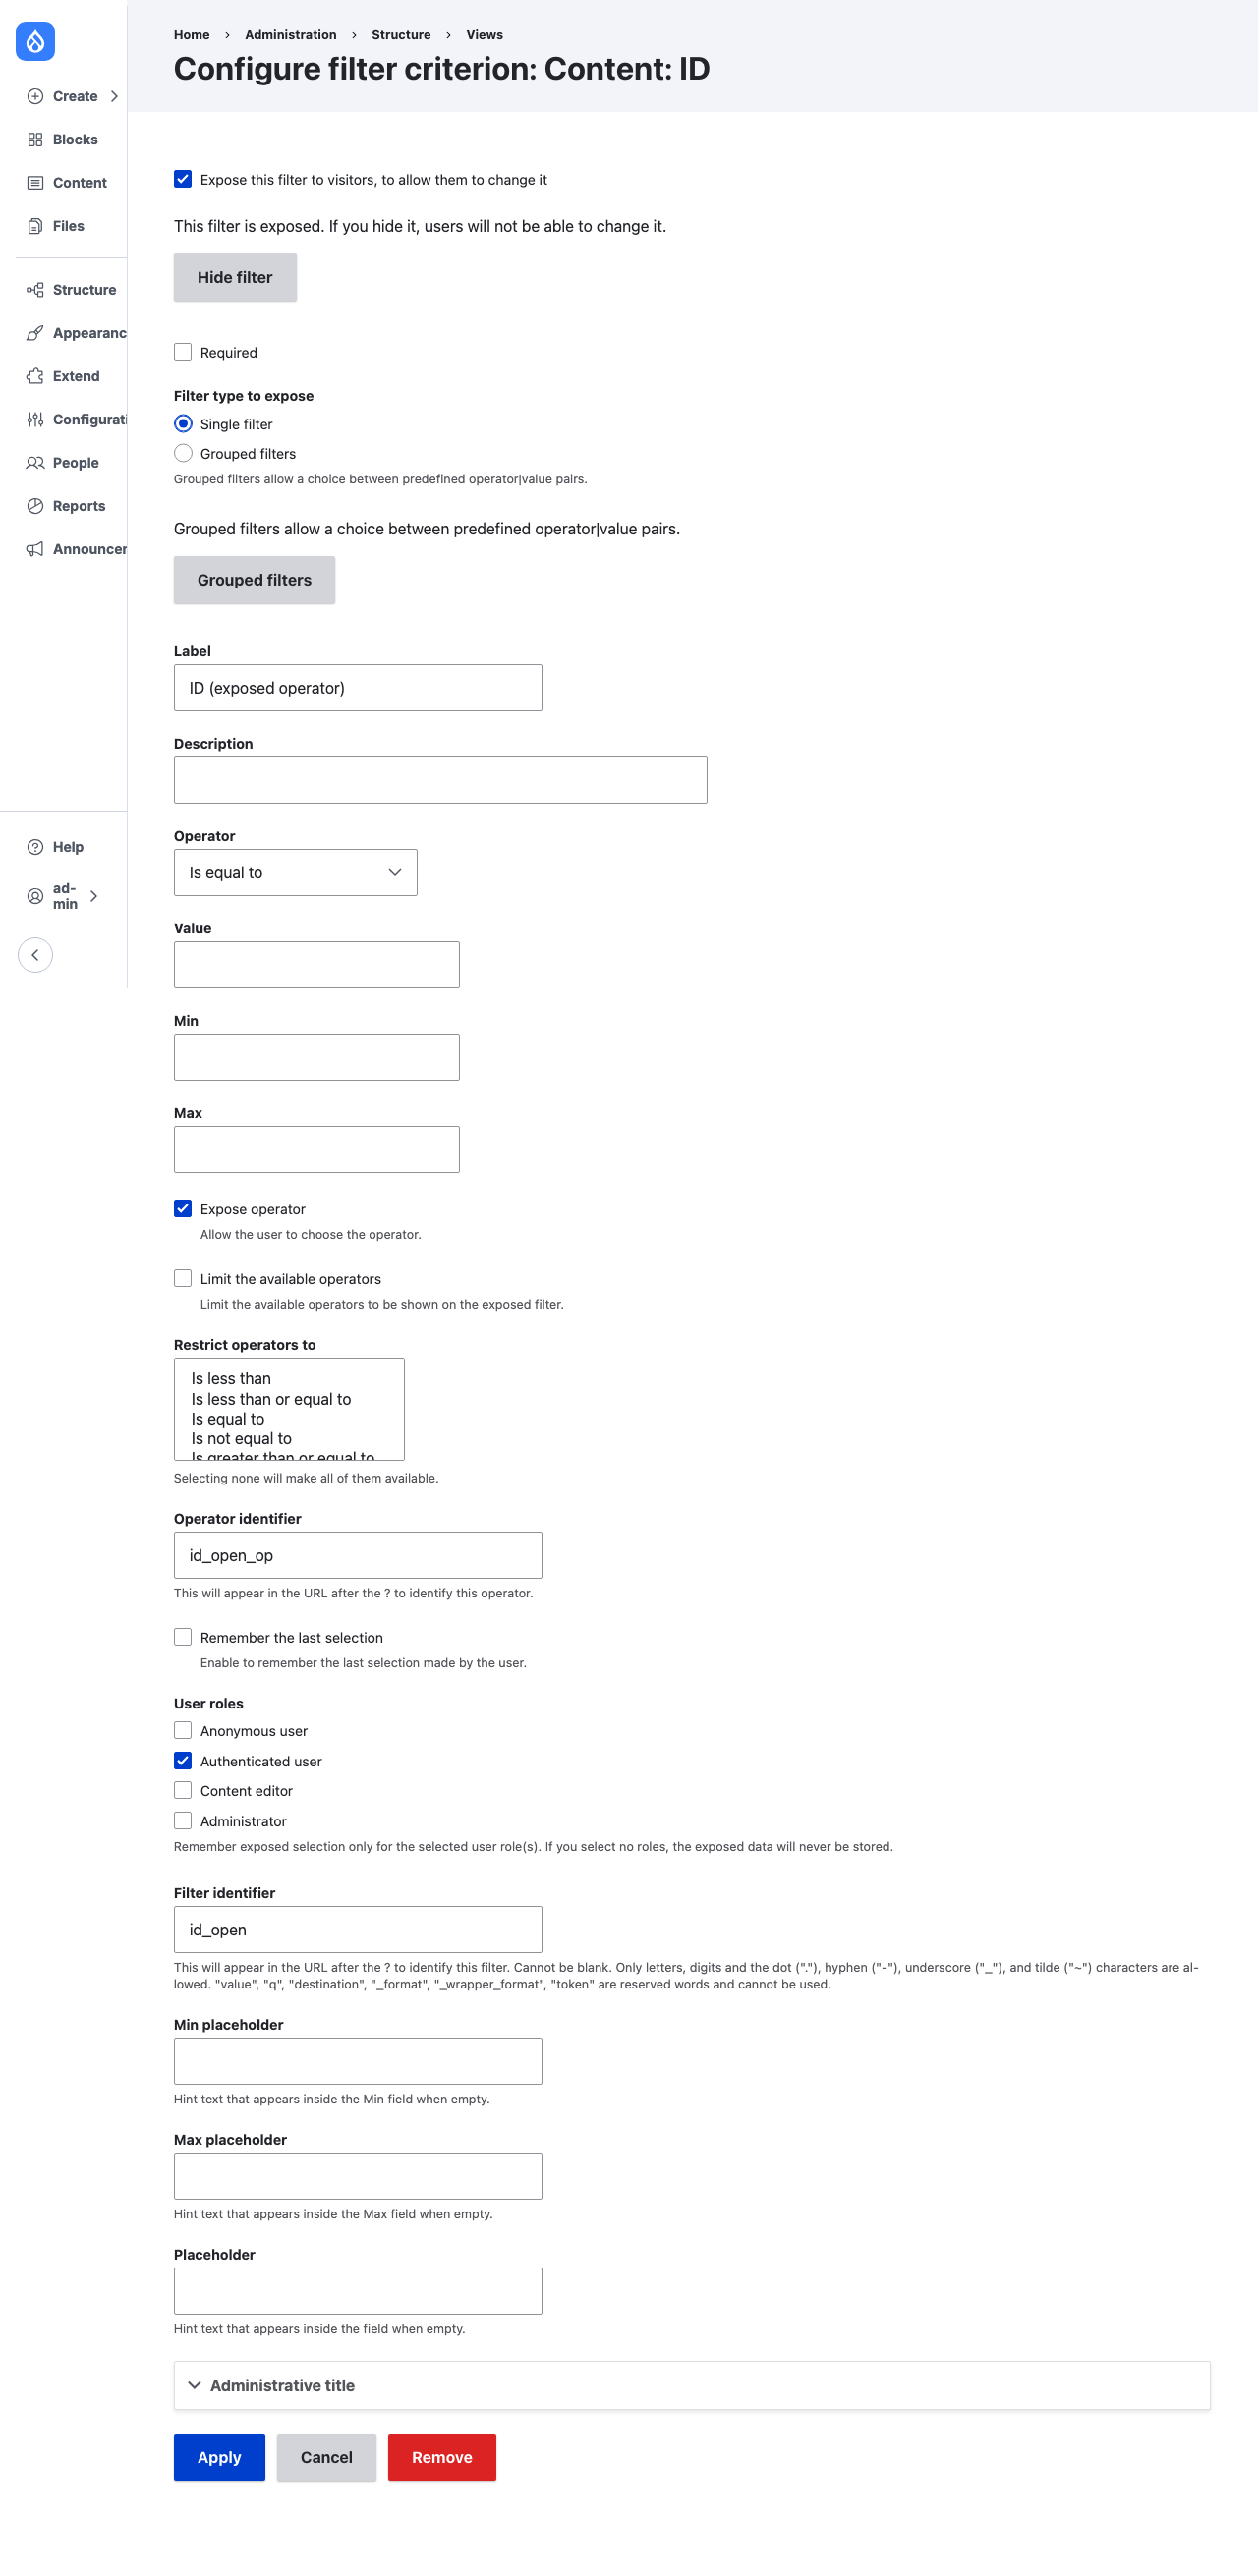 Home › Administration › Structure › Views
Configure filter criterion: Content: ID
Create
Blocks
Content
Files
Structure
Appearanc
Extend
Configurati
People
Reports
Announcer
Help
ad-
min
Expose this filter to visitors, to allow them to change it
This filter is exposed. If you hide it, users will not be able to change it.
Hide filter
Required
Filter type to expose
Single filter
Grouped filters
Grouped filters allow a choice between predefined operator|value pairs.
Grouped filters allow a choice between predefined operator|value pairs.
Grouped filters
Label
ID (exposed operator)
Description
Operator
Is equal to
Value
Min
Max
Expose operator
Allow the user to choose the operator.
Limit the available operators
Limit the available operators to be shown on the exposed filter.
Restrict operators to
Is less than
Is less than or equal to
Is equal to
Is not equal to
Is greater than or equal to
Selecting none will make all of them available.
Operator identifier
id_open_op
This will appear in the URL after the ? to identify this operator.
Remember the last selection
Enable to remember the last selection made by the user.
User roles
Anonymous user
Authenticated user
Content editor
Administrator
Remember exposed selection only for the selected user role(s). If you select no roles, the exposed data will never be stored.
Filter identifier
id_open
This will appear in the URL after the ? to identify this filter. Cannot be blank. Only letters, digits and the dot ("."), hyphen ("-"), underscore ("_"), and tilde ("~") characters are al-
lowed. "value", "q", "destination", "_format", "_wrapper_format", "token" are reserved words and cannot be used.
Min placeholder
Hint text that appears inside the Min field when empty.
Max placeholder
Hint text that appears inside the Max field when empty.
Placeholder
Hint text that appears inside the field when empty.
Administrative title
Apply
Cancel
Remove